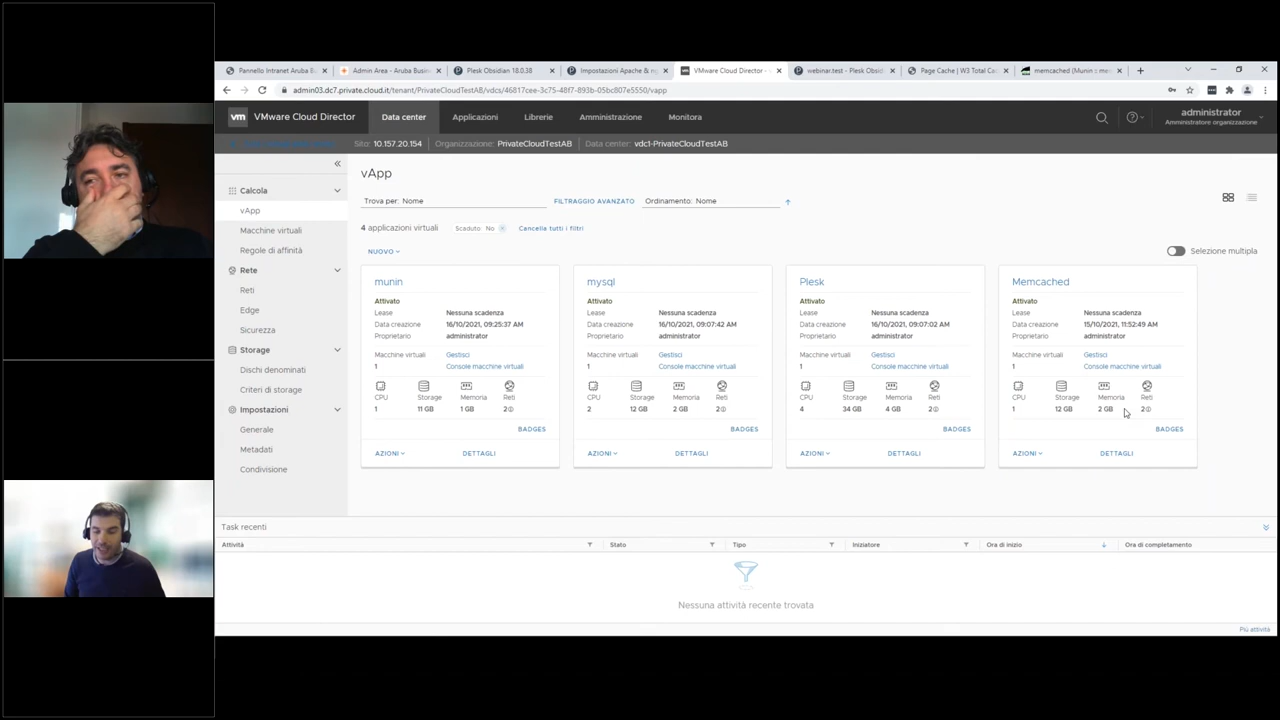 Pannello Intranet Aruba Bu
Admin Area - Aruba Busin
Plesk Obsidian 18.0.38
Impostazioni Apache & ng
VMware Cloud Director -
webinar.test - Plesk Obsidi
Page Cache | W3 Total Cac
memcached (Munin :: mem
admin03.dc7.private.cloud.it/tenant/PrivateCloudTestAB/vdcs/46817cee-3c75-48f7-893b-05bc807e5550/vapp
vm VMware Cloud Director
Data center
Applicazioni
Librerie
Amministrazione
Monitora
administrator
Amministratore organizzazione
Sito: 10.157.20.154 Organizzazione: PrivateCloudTestAB Data center: vdc1-PrivateCloudTestAB
Calcola
vApp
Macchine virtuali
Regole di affinità
Rete
Reti
Edge
Sicurezza
Storage
Dischi denominati
Criteri di storage
Impostazioni
Generale
Metadati
Condivisione
vApp
Trova per: Nome
FILTRAGGIO AVANZATO
Ordinamento: Nome
4 applicazioni virtuali
Scaduto: No
Cancella tutti i filtri
NUOVO
Selezione multipla
munin
Attivato
Lease Nessuna scadenza
Data creazione 16/10/2021, 09:25:37 AM
Proprietario administrator
Macchine virtuali Gestisci
1 Console macchine virtuali
CPU Storage Memoria Reti
1 11 GB 1 GB 2
BADGES
AZIONI DETTAGLI
mysql
Attivato
Lease Nessuna scadenza
Data creazione 16/10/2021, 09:07:42 AM
Proprietario administrator
Macchine virtuali Gestisci
1 Console macchine virtuali
CPU Storage Memoria Reti
2 12 GB 2 GB 2
BADGES
AZIONI DETTAGLI
Plesk
Attivato
Lease Nessuna scadenza
Data creazione 16/10/2021, 09:07:02 AM
Proprietario administrator
Macchine virtuali Gestisci
1 Console macchine virtuali
CPU Storage Memoria Reti
4 34 GB 4 GB 2
BADGES
AZIONI DETTAGLI
Memcached
Attivato
Lease Nessuna scadenza
Data creazione 15/10/2021, 11:52:49 AM
Proprietario administrator
Macchine virtuali Gestisci
1 Console macchine virtuali
CPU Storage Memoria Reti
1 12 GB 2 GB 2
BADGES
AZIONI DETTAGLI
Task recenti
Attività Stato Tipo Iniziatore Ora di inizio Ora di completamento
Nessuna attività recente trovata
Più attività